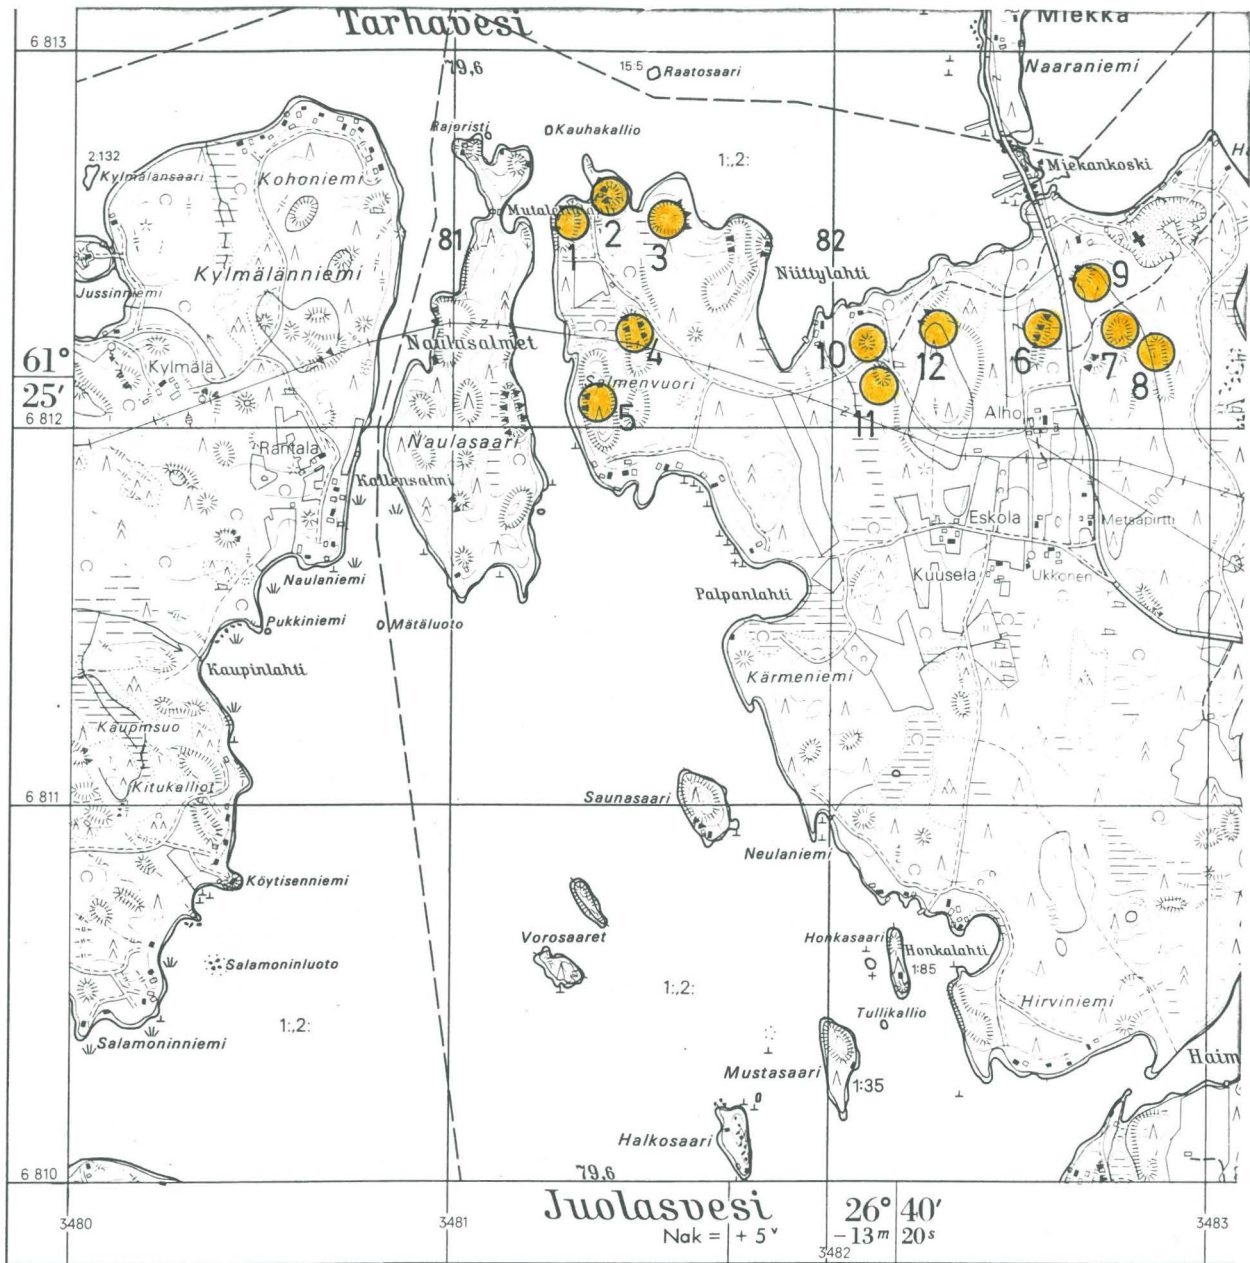 Tarhavesi
Miekka
6 813
79,6
15:5
Raatosaari
Naaraniemi
Rajaristi
Kauhakallio
1:,2:
2:132
Kylmälänsaari
Kohoniemi
Miekankoski
81
1
2
3
82
Kylmälänniemi
Niittylahti
9
Jussinniemi
Naulasalmet
4
10
12
6
7
8
61°
25'
Kylmälä
Salmenvuori
5
11
Alho
6 812
Rantala
Naulasaari
Kallensalmi
100
Eskola
Metsäpirtti
Naulaniemi
Kuusela
Ukkonen
Palpanlahti
Pukkiniemi
Mätäluoto
Kaupinlahti
Kärmeniemi
Kaupinsuo
Kitukalliot
Saunasaari
6 811
Neulaniemi
Köytisenniemi
Vorosaaret
Honkasaari
Honkalahti
Salamoninluoto
1:85
1:,2:
Hirviniemi
1:,2:
Tullikallio
Salamoninniemi
Haim
Mustasaari
1:35
Halkosaari
6 810
79,6
Juolasvesi
26° 40'
3480
3481
3483
Nak = + 5ᵛ
-13ᵐ 20ˢ
3482